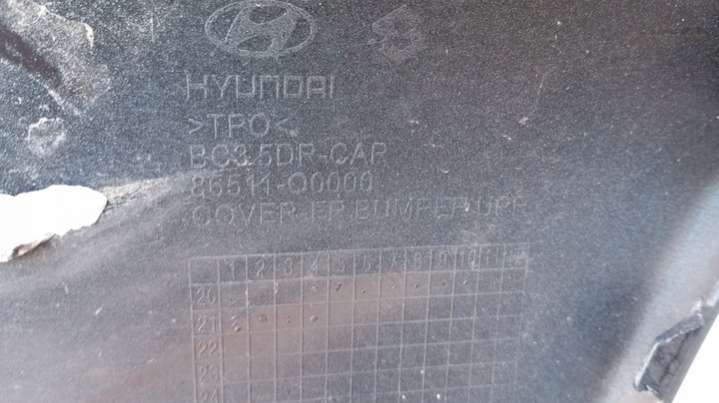 HYUNDAI
>TPO<
BC3 5DR-CAR
86511-Q0000
COVER-FR BUMPER UPR
1 2 3 4 5 6 7 8 9 10 11 12
20
21
22
23
24